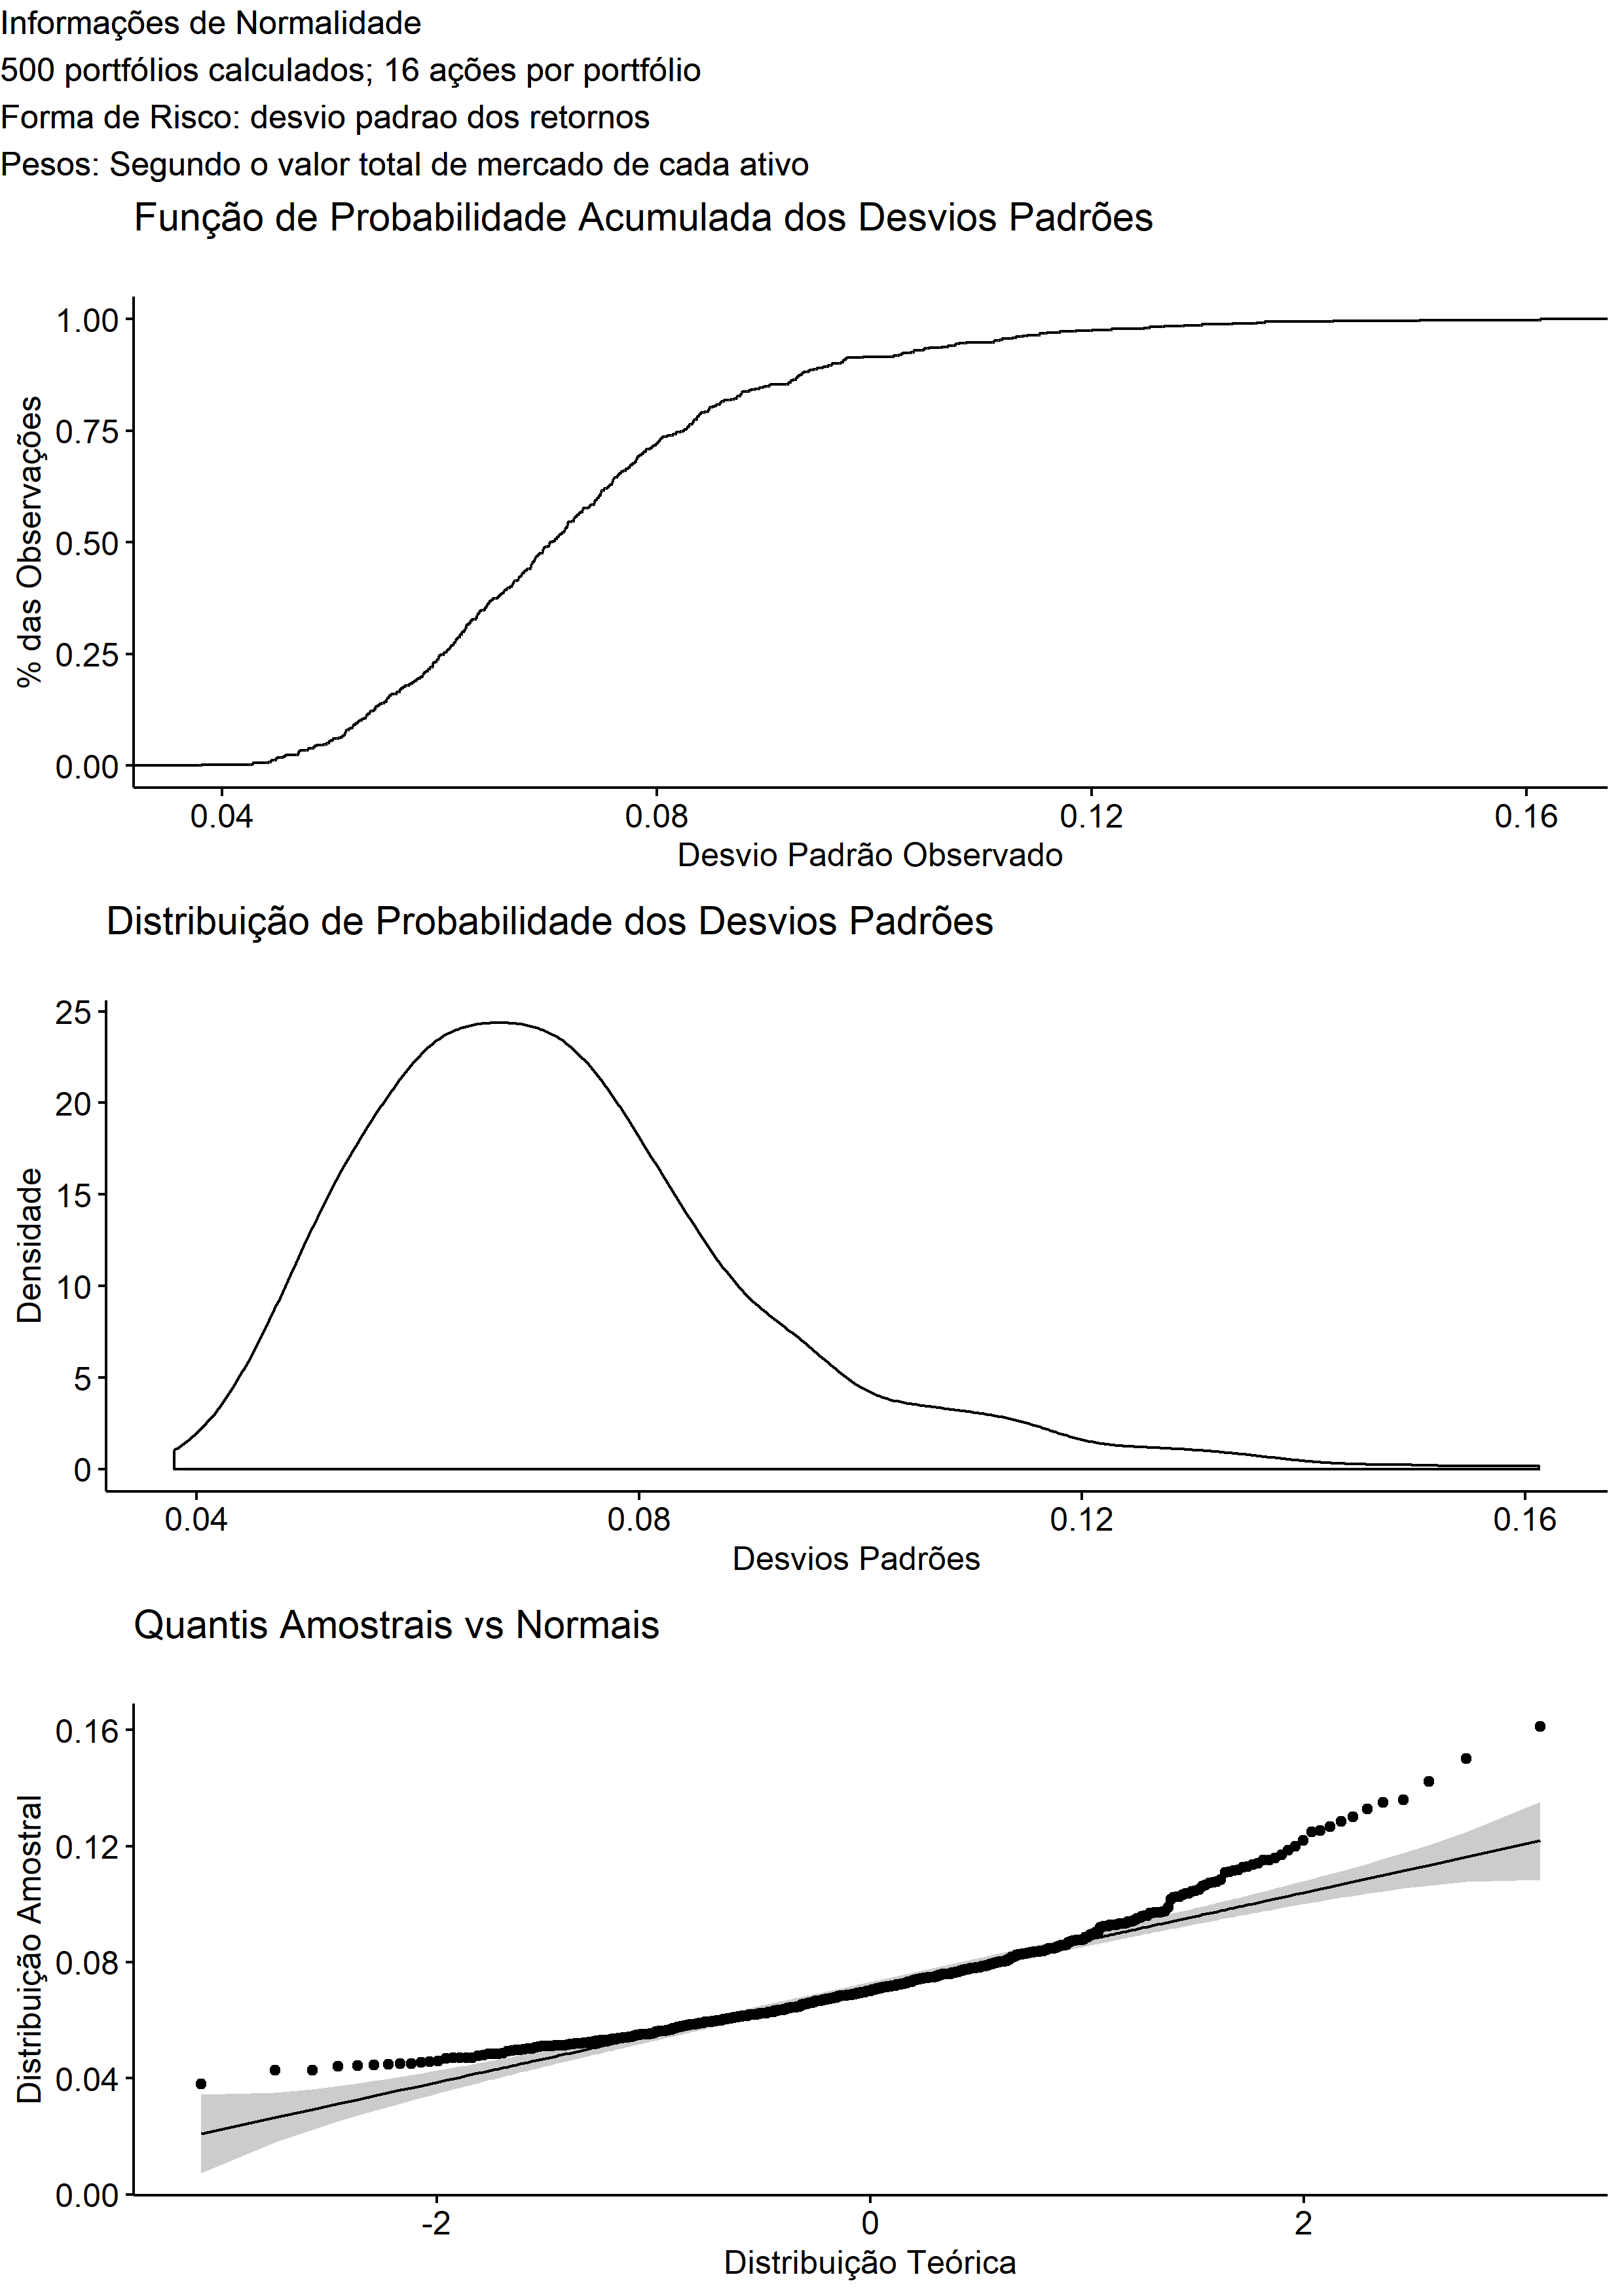 Informações de Normalidade
500 portfólios calculados; 16 ações por portfólio
Forma de Risco: desvio padrao dos retornos
Pesos: Segundo o valor total de mercado de cada ativo
Função de Probabilidade Acumulada dos Desvios Padrões
% das Observações
1.00
0.75
0.50
0.25
0.00
0.04 0.08 0.12 0.16
Desvio Padrão Observado
Distribuição de Probabilidade dos Desvios Padrões
Densidade
25
20
15
10
5
0
0.04 0.08 0.12 0.16
Desvios Padrões
Quantis Amostrais vs Normais
Distribuição Amostral
0.16
0.12
0.08
0.04
0.00
-2 0 2
Distribuição Teórica